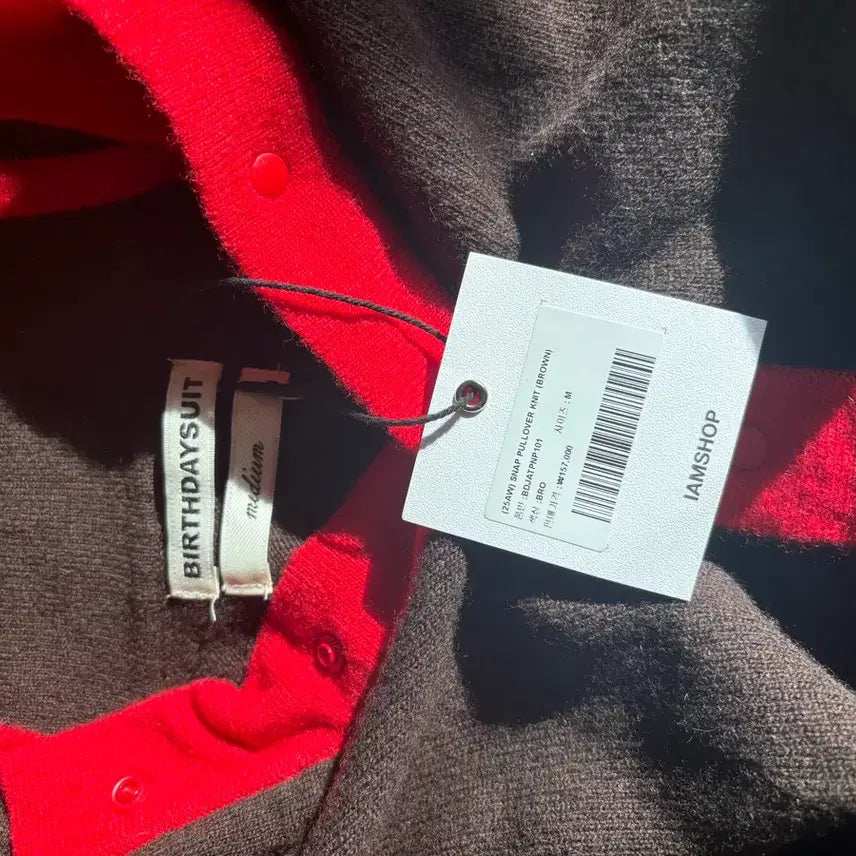 BIRTHDAYSUIT
medium
(25AW) SNAP PULLOVER KNIT (BROWN)
품번 :BDJATPNP101
색상 :BRO 사이즈 : M
판매가격 :₩157,000
IAMSHOP